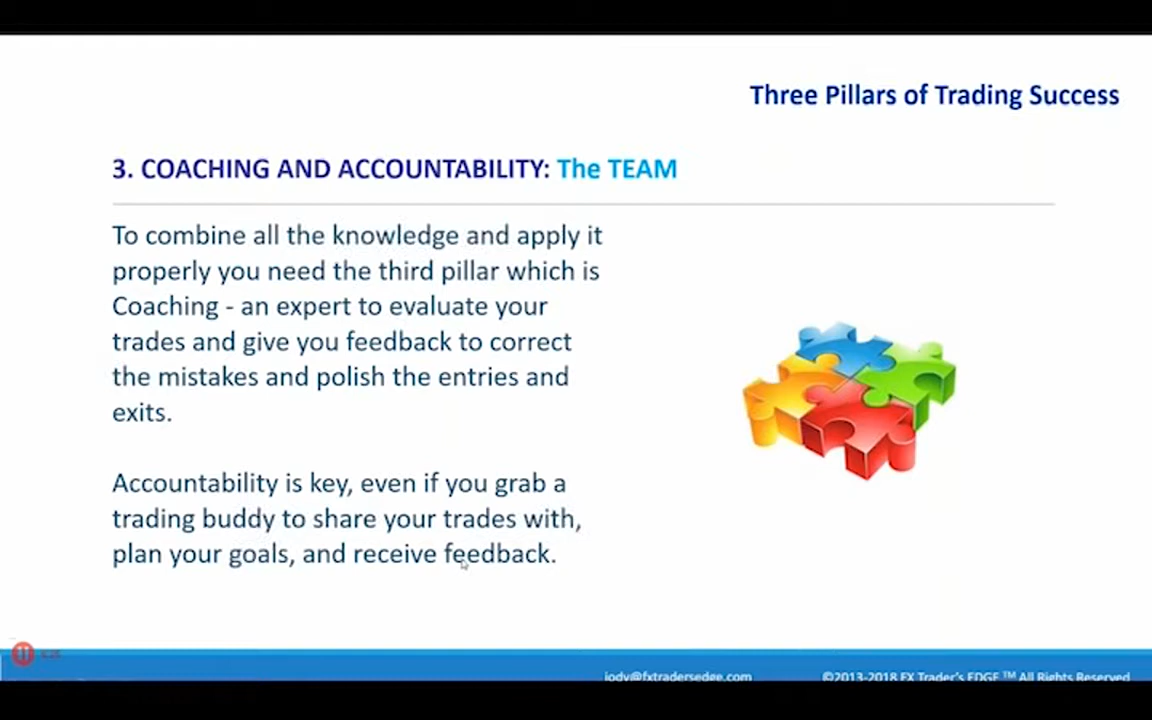 Three Pillars of Trading Success
3. COACHING AND ACCOUNTABILITY: The TEAM
To combine all the knowledge and apply it
properly you need the third pillar which is
Coaching - an expert to evaluate your
trades and give you feedback to correct
the mistakes and polish the entries and
exits.
Accountability is key, even if you grab a
trading buddy to share your trades with,
plan your goals, and receive feedback.
jody@fxtradersedge.com
©2013-2018 FX Trader's EDGE ™ All Rights Reserved